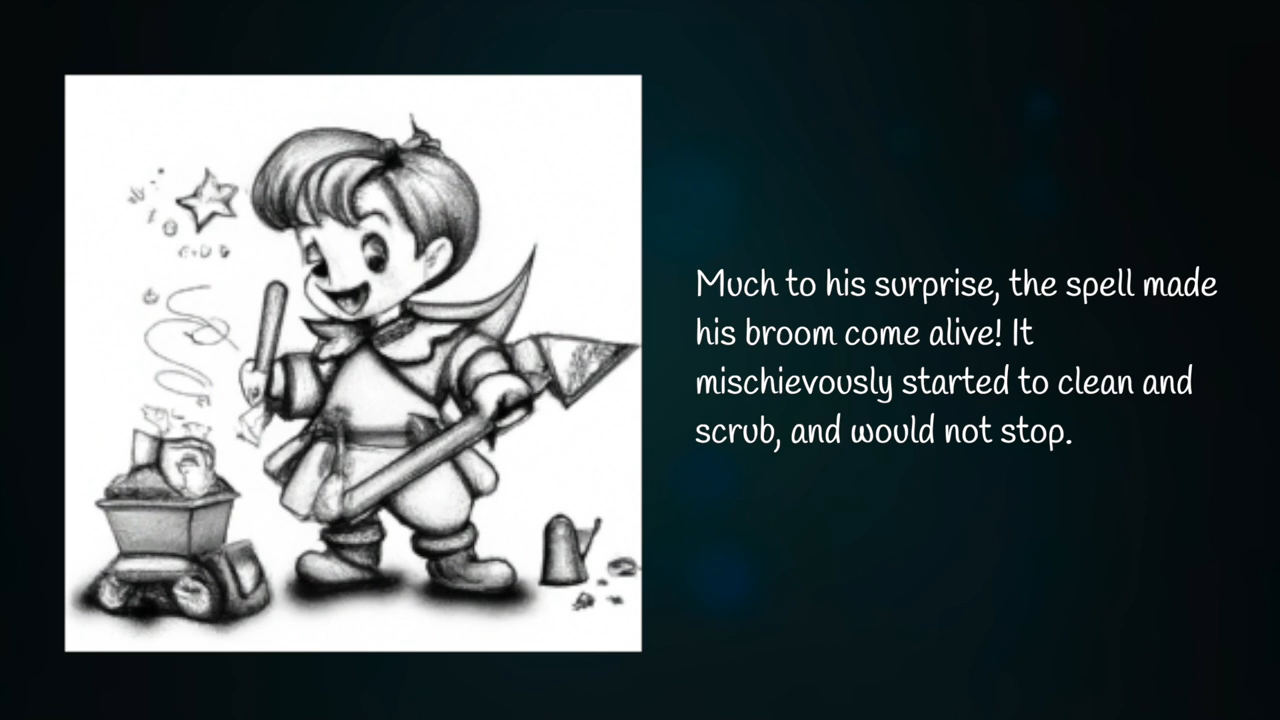 Much to his surprise, the spell made
his broom come alive! It
mischievously started to clean and
scrub, and would not stop.